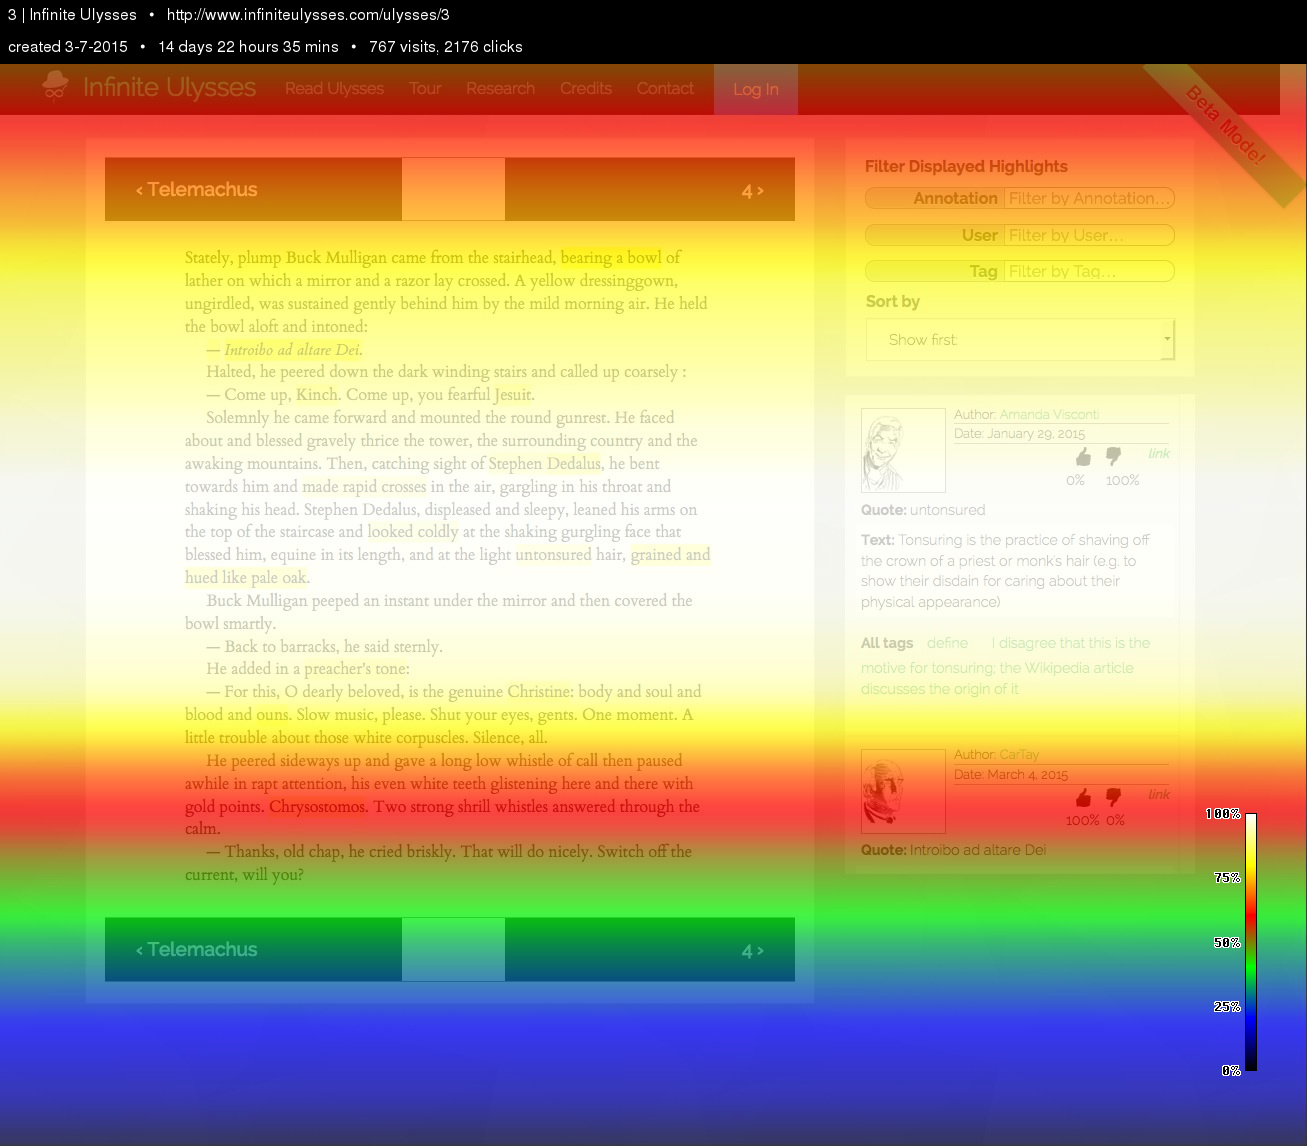 3 | Infinite Ulysses • http://www.infiniteulysses.com/ulysses/3
created 3-7-2015 • 14 days 22 hours 35 mins • 767 visits, 2176 clicks
Infinite Ulysses Read Ulysses Tour Research Credits Contact Log In
Beta Mode!
‹ Telemachus 4 ›
Stately, plump Buck Mulligan came from the stairhead, bearing a bowl of
lather on which a mirror and a razor lay crossed. A yellow dressinggown,
ungirdled, was sustained gently behind him by the mild morning air. He held
the bowl aloft and intoned:
— Introibo ad altare Dei.
Halted, he peered down the dark winding stairs and called up coarsely :
— Come up, Kinch. Come up, you fearful Jesuit.
Solemnly he came forward and mounted the round gunrest. He faced
about and blessed gravely thrice the tower, the surrounding country and the
awaking mountains. Then, catching sight of Stephen Dedalus, he bent
towards him and made rapid crosses in the air, gargling in his throat and
shaking his head. Stephen Dedalus, displeased and sleepy, leaned his arms on
the top of the staircase and looked coldly at the shaking gurgling face that
blessed him, equine in its length, and at the light untonsured hair, grained and
hued like pale oak.
Buck Mulligan peeped an instant under the mirror and then covered the
bowl smartly.
— Back to barracks, he said sternly.
He added in a preacher's tone:
— For this, O dearly beloved, is the genuine Christine: body and soul and
blood and ouns. Slow music, please. Shut your eyes, gents. One moment. A
little trouble about those white corpuscles. Silence, all.
He peered sideways up and gave a long low whistle of call then paused
awhile in rapt attention, his even white teeth glistening here and there with
gold points. Chrysostomos. Two strong shrill whistles answered through the
calm.
— Thanks, old chap, he cried briskly. That will do nicely. Switch off the
current, will you?
‹ Telemachus 4 ›
Filter Displayed Highlights
Annotation Filter by Annotation...
User Filter by User...
Tag Filter by Tag...
Sort by
Show first:
Author: Amanda Visconti
Date: January 29, 2015
link
0% 100%
Quote: untonsured
Text: Tonsuring is the practice of shaving off
the crown of a priest or monk's hair (e.g. to
show their disdain for caring about their
physical appearance)
All tags define I disagree that this is the
motive for tonsuring; the Wikipedia article
discusses the origin of it
Author: CarTay
Date: March 4, 2015
link
100% 0%
Quote: Introibo ad altare Dei
100%
75%
50%
25%
0%